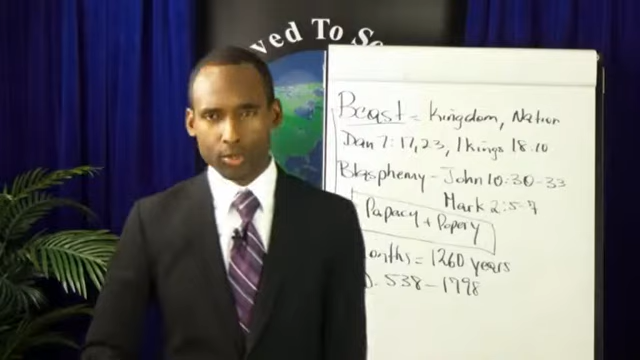 ved To Se
Beast = Kingdom, Nation
Dan 7:17,23, 1 Kings 18:10
Blasphemy - John 10:30-33
Mark 2:5-7
Papacy + Popery
onths = 1260 years
D. 538 - 1798